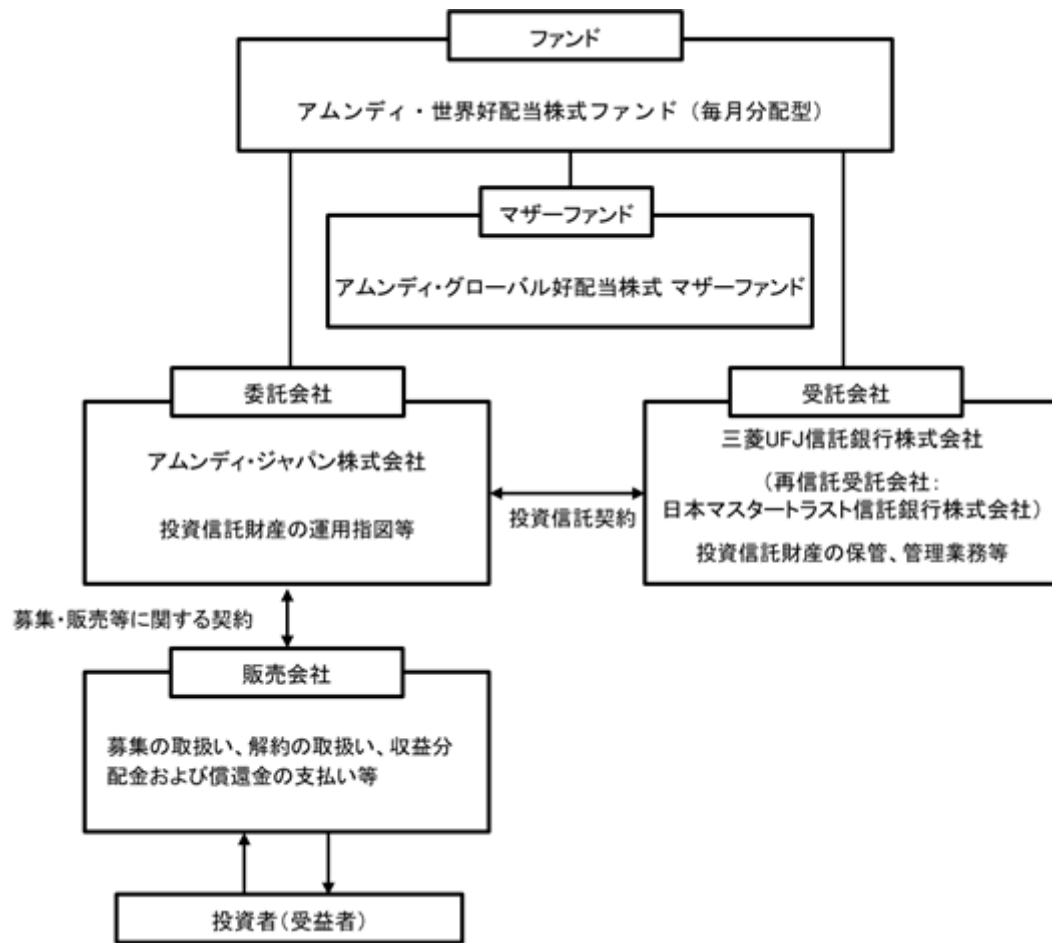 ファンド
アムンディ・世界好配当株式ファンド（毎月分配型）
マザーファンド
アムンディ・グローバル好配当株式 マザーファンド
委託会社
アムンディ・ジャパン株式会社
投資信託財産の運用指図等
投資信託契約
受託会社
三菱UFJ信託銀行株式会社
（再信託受託会社：
日本マスタートラスト信託銀行株式会社）
投資信託財産の保管、管理業務等
募集・販売等に関する契約
販売会社
募集の取扱い、解約の取扱い、収益分
配金および償還金の支払い等
投資者（受益者）